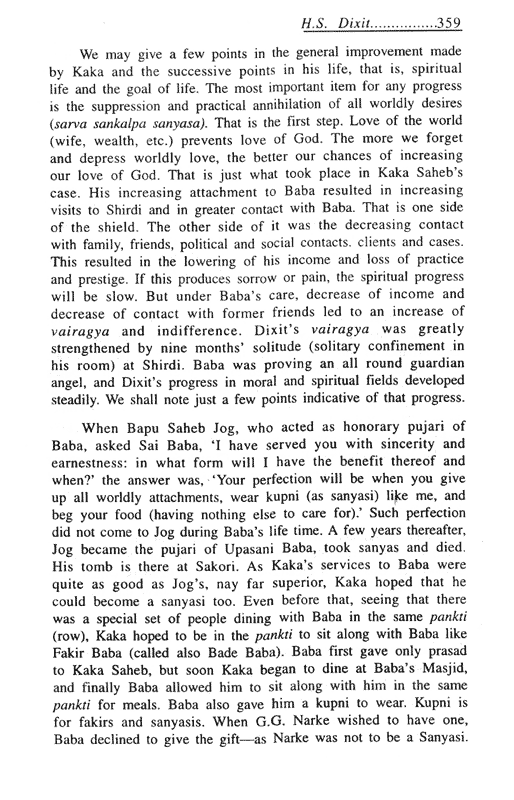 H.S. Dixit................359
We may give a few points in the general improvement made
by Kaka and the successive points in his life, that is, spiritual
life and the goal of life. The most important item for any progress
is the suppression and practical annihilation of all worldly desires
(sarva sankalpa sanyasa). That is the first step. Love of the world
(wife, wealth, etc.) prevents love of God. The more we forget
and depress worldly love, the better our chances of increasing
our love of God. That is just what took place in Kaka Saheb's
case. His increasing attachment to Baba resulted in increasing
visits to Shirdi and in greater contact with Baba. That is one side
of the shield. The other side of it was the decreasing contact
with family, friends, political and social contacts. clients and cases.
This resulted in the lowering of his income and loss of practice
and prestige. If this produces sorrow or pain, the spiritual progress
will be slow. But under Baba's care, decrease of income and
decrease of contact with former friends led to an increase of
vairagya and indifference. Dixit's vairagya was greatly
strengthened by nine months' solitude (solitary confinement in
his room) at Shirdi. Baba was proving an all round guardian
angel, and Dixit's progress in moral and spiritual fields developed
steadily. We shall note just a few points indicative of that progress.
When Bapu Saheb Jog, who acted as honorary pujari of
Baba, asked Sai Baba, 'I have served you with sincerity and
earnestness: in what form will I have the benefit thereof and
when?' the answer was, 'Your perfection will be when you give
up all worldly attachments, wear kupni (as sanyasi) like me, and
beg your food (having nothing else to care for).' Such perfection
did not come to Jog during Baba's life time. A few years thereafter,
Jog became the pujari of Upasani Baba, took sanyas and died.
His tomb is there at Sakori. As Kaka's services to Baba were
quite as good as Jog's, nay far superior, Kaka hoped that he
could become a sanyasi too. Even before that, seeing that there
was a special set of people dining with Baba in the same pankti
(row), Kaka hoped to be in the pankti to sit along with Baba like
Fakir Baba (called also Bade Baba). Baba first gave only prasad
to Kaka Saheb, but soon Kaka began to dine at Baba's Masjid,
and finally Baba allowed him to sit along with him in the same
pankti for meals. Baba also gave him a kupni to wear. Kupni is
for fakirs and sanyasis. When G.G. Narke wished to have one,
Baba declined to give the gift—as Narke was not to be a Sanyasi.